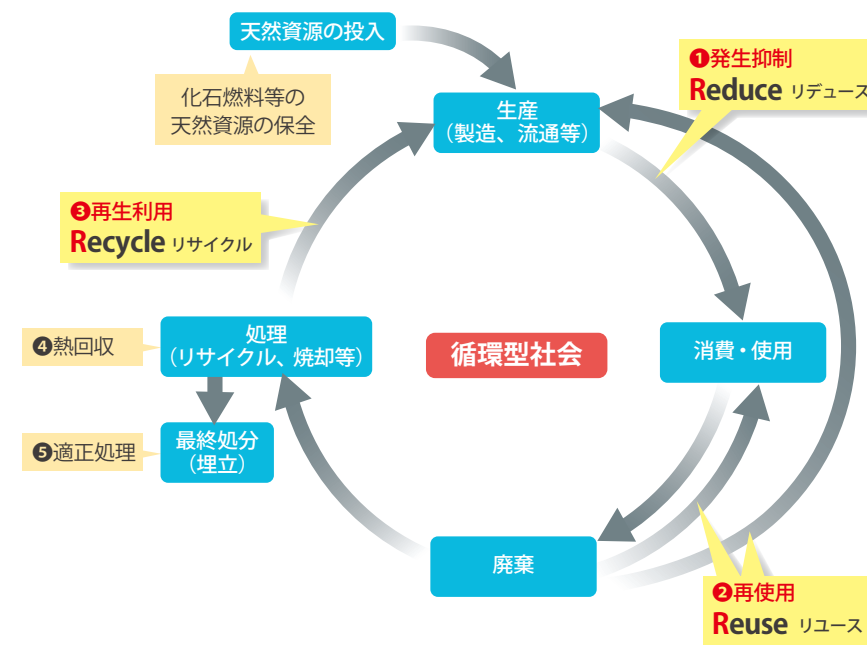 天然資源の投入
化石燃料等の
天然資源の保全
生産
（製造、流通等）
❶発生抑制
Reduce リデュース
❸再生利用
Recycle リサイクル
❹熱回収
処理
（リサイクル、焼却等）
循環型社会
消費・使用
❺適正処理
最終処分
（埋立）
廃棄
❷再使用
Reuse リユース